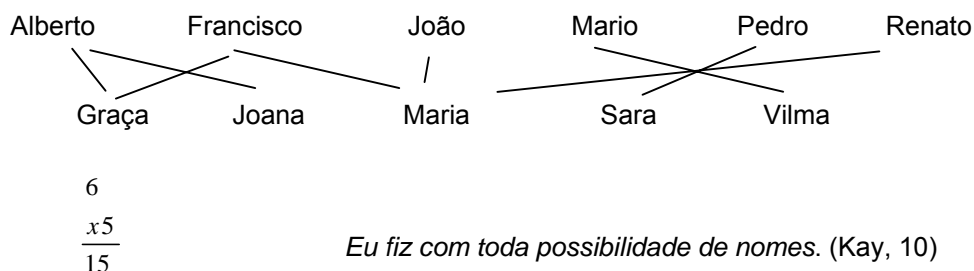 Alberto Francisco João Mario Pedro Renato
Graça Joana Maria Sara Vilma
6
x5
15
Eu fiz com toda possibilidade de nomes. (Kay, 10)